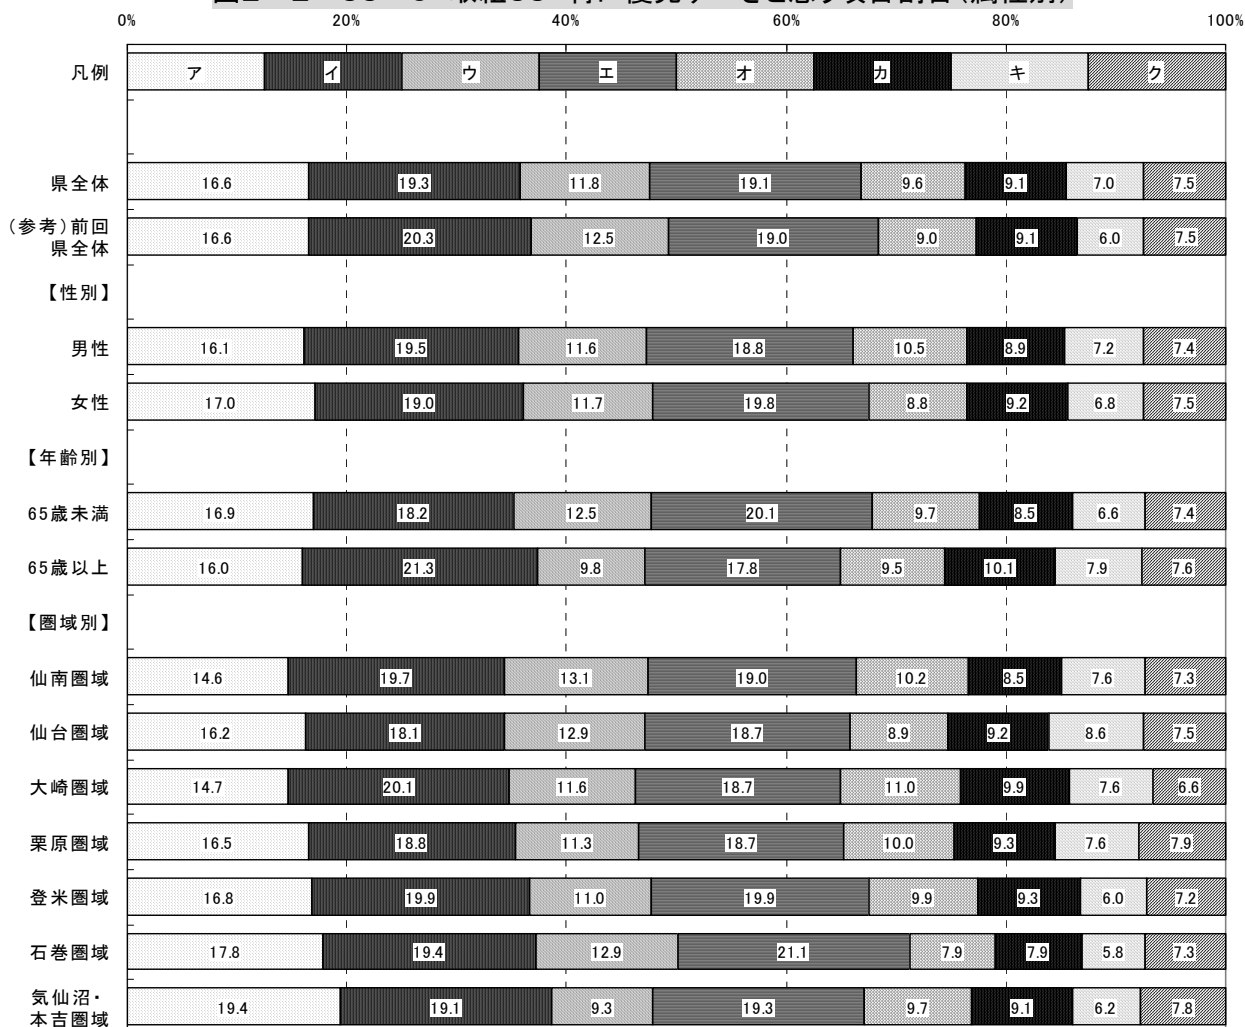 0% 20% 40% 60% 80% 100%
凡例 ア イ ウ エ オ カ キ ク
県全体 16.6 19.3 11.8 19.1 9.6 9.1 7.0 7.5
(参考)前回
県全体 16.6 20.3 12.5 19.0 9.0 9.1 6.0 7.5
【性別】
男性 16.1 19.5 11.6 18.8 10.5 8.9 7.2 7.4
女性 17.0 19.0 11.7 19.8 8.8 9.2 6.8 7.5
【年齢別】
65歳未満 16.9 18.2 12.5 20.1 9.7 8.5 6.6 7.4
65歳以上 16.0 21.3 9.8 17.8 9.5 10.1 7.9 7.6
【圏域別】
仙南圏域 14.6 19.7 13.1 19.0 10.2 8.5 7.6 7.3
仙台圏域 16.2 18.1 12.9 18.7 8.9 9.2 8.6 7.5
大崎圏域 14.7 20.1 11.6 18.7 11.0 9.9 7.6 6.6
栗原圏域 16.5 18.8 11.3 18.7 10.0 9.3 7.6 7.9
登米圏域 16.8 19.9 11.0 19.9 9.9 9.3 6.0 7.2
石巻圏域 17.8 19.4 12.9 21.1 7.9 7.9 5.8 7.3
気仙沼・
本吉圏域 19.4 19.1 9.3 19.3 9.7 9.1 6.2 7.8